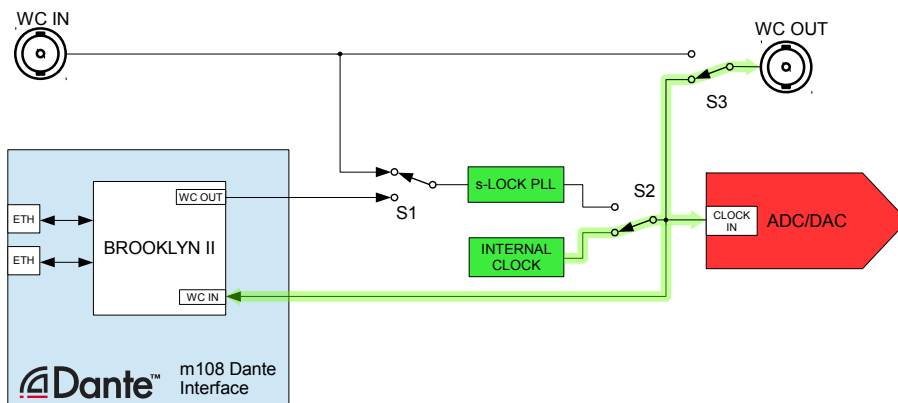 WC IN
WC OUT
S3
S1
s-LOCK PLL
S2
INTERNAL
CLOCK
CLOCK
IN
ADC/DAC
ETH
ETH
WC OUT
BROOKLYN II
WC IN
Dante™
m108 Dante
Interface